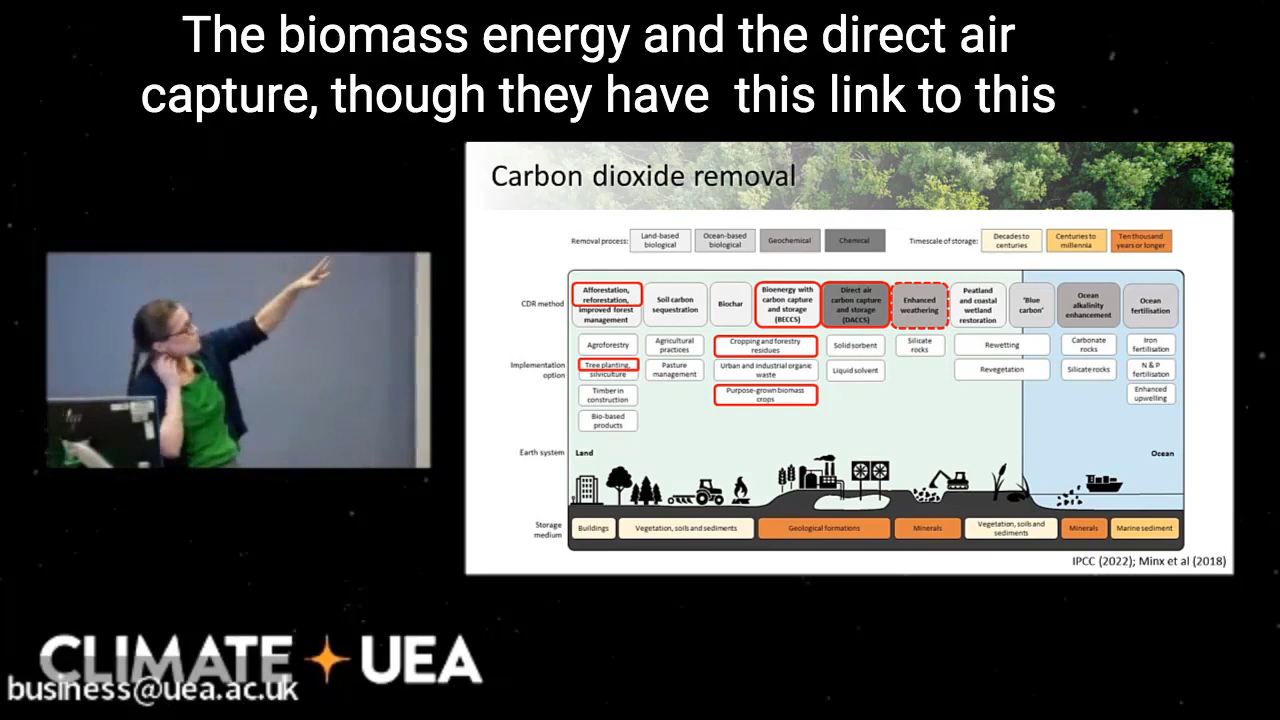 The biomass energy and the direct air
capture, though they have  this link to this
Carbon dioxide removal
Removal process:
Land-based
biological
Ocean-based
biological
Geochemical
Chemical
Timescale of storage:
Decades to
centuries
Centuries to
millennia
Ten thousand
years or longer
CDR method
Afforestation,
reforestation,
improved forest
management
Soil carbon
sequestration
Biochar
Bioenergy with
carbon capture
and storage
(BECCS)
Direct air
carbon capture
and storage
(DACCS)
Enhanced
weathering
Peatland
and coastal
wetland
restoration
'Blue
carbon'
Ocean
alkalinity
enhancement
Ocean
fertilisation
Implementation
option
Agroforestry
Tree planting,
silviculture
Timber in
construction
Bio-based
products
Agricultural
practices
Pasture
management
Cropping and forestry
residues
Urban and industrial organic
waste
Purpose-grown biomass
crops
Solid sorbent
Liquid solvent
Silicate
rocks
Rewetting
Revegetation
Carbonate
rocks
Silicate rocks
Iron
fertilisation
N & P
fertilisation
Enhanced
upwelling
Earth system
Land
Ocean
Storage
medium
Buildings
Vegetation, soils and sediments
Geological formations
Minerals
Vegetation, soils and
sediments
Minerals
Marine sediment
IPCC (2022); Minx et al (2018)
CLIMATE UEA
business@uea.ac.uk